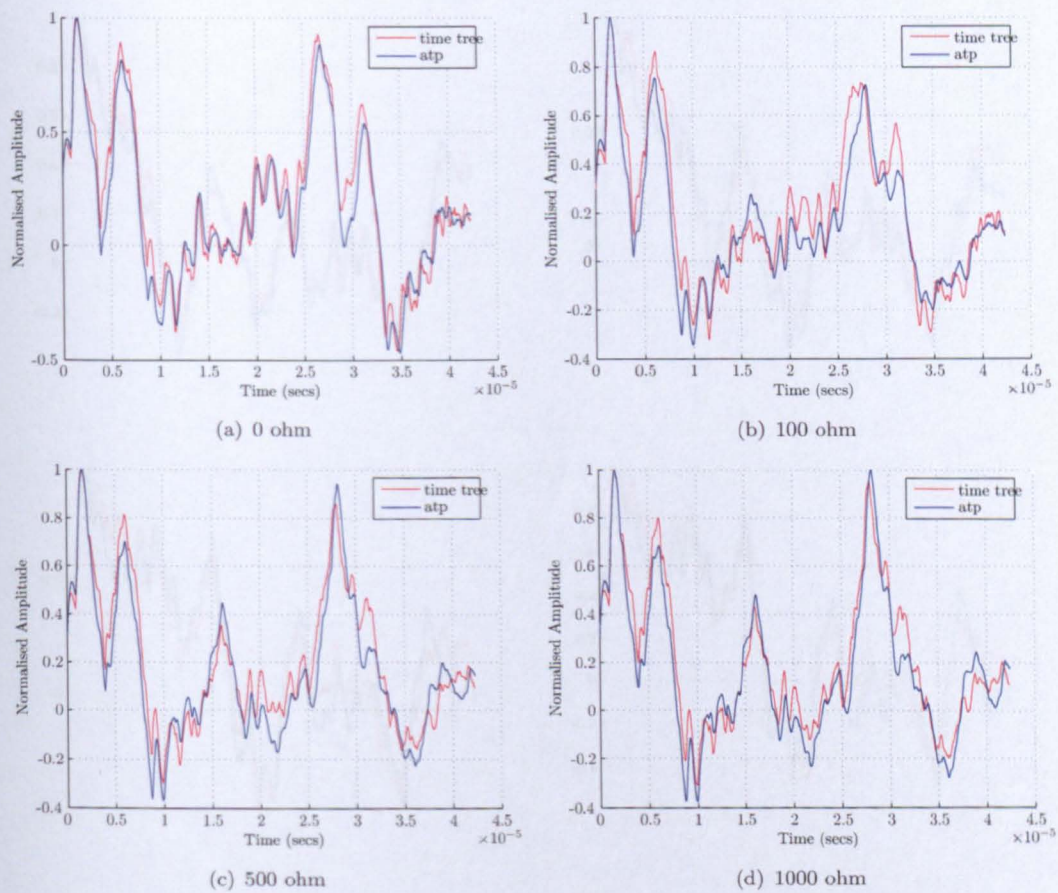 1
0.5
0
-0.5
Normalised Amplitude
time tree
atp
0 0.5 1 1.5 2 2.5 3 3.5 4 4.5
Time (secs)
×10−5
(a) 0 ohm
1
0.8
0.6
0.4
0.2
0
-0.2
-0.4
Normalised Amplitude
time tree
atp
0 0.5 1 1.5 2 2.5 3 3.5 4 4.5
Time (secs)
×10−5
(b) 100 ohm
1
0.8
0.6
0.4
0.2
0
-0.2
-0.4
Normalised Amplitude
time tree
atp
0 0.5 1 1.5 2 2.5 3 3.5 4 4.5
Time (secs)
×10−5
(c) 500 ohm
1
0.8
0.6
0.4
0.2
0
-0.2
-0.4
Normalised Amplitude
time tree
atp
0 0.5 1 1.5 2 2.5 3 3.5 4 4.5
Time (secs)
×10−5
(d) 1000 ohm